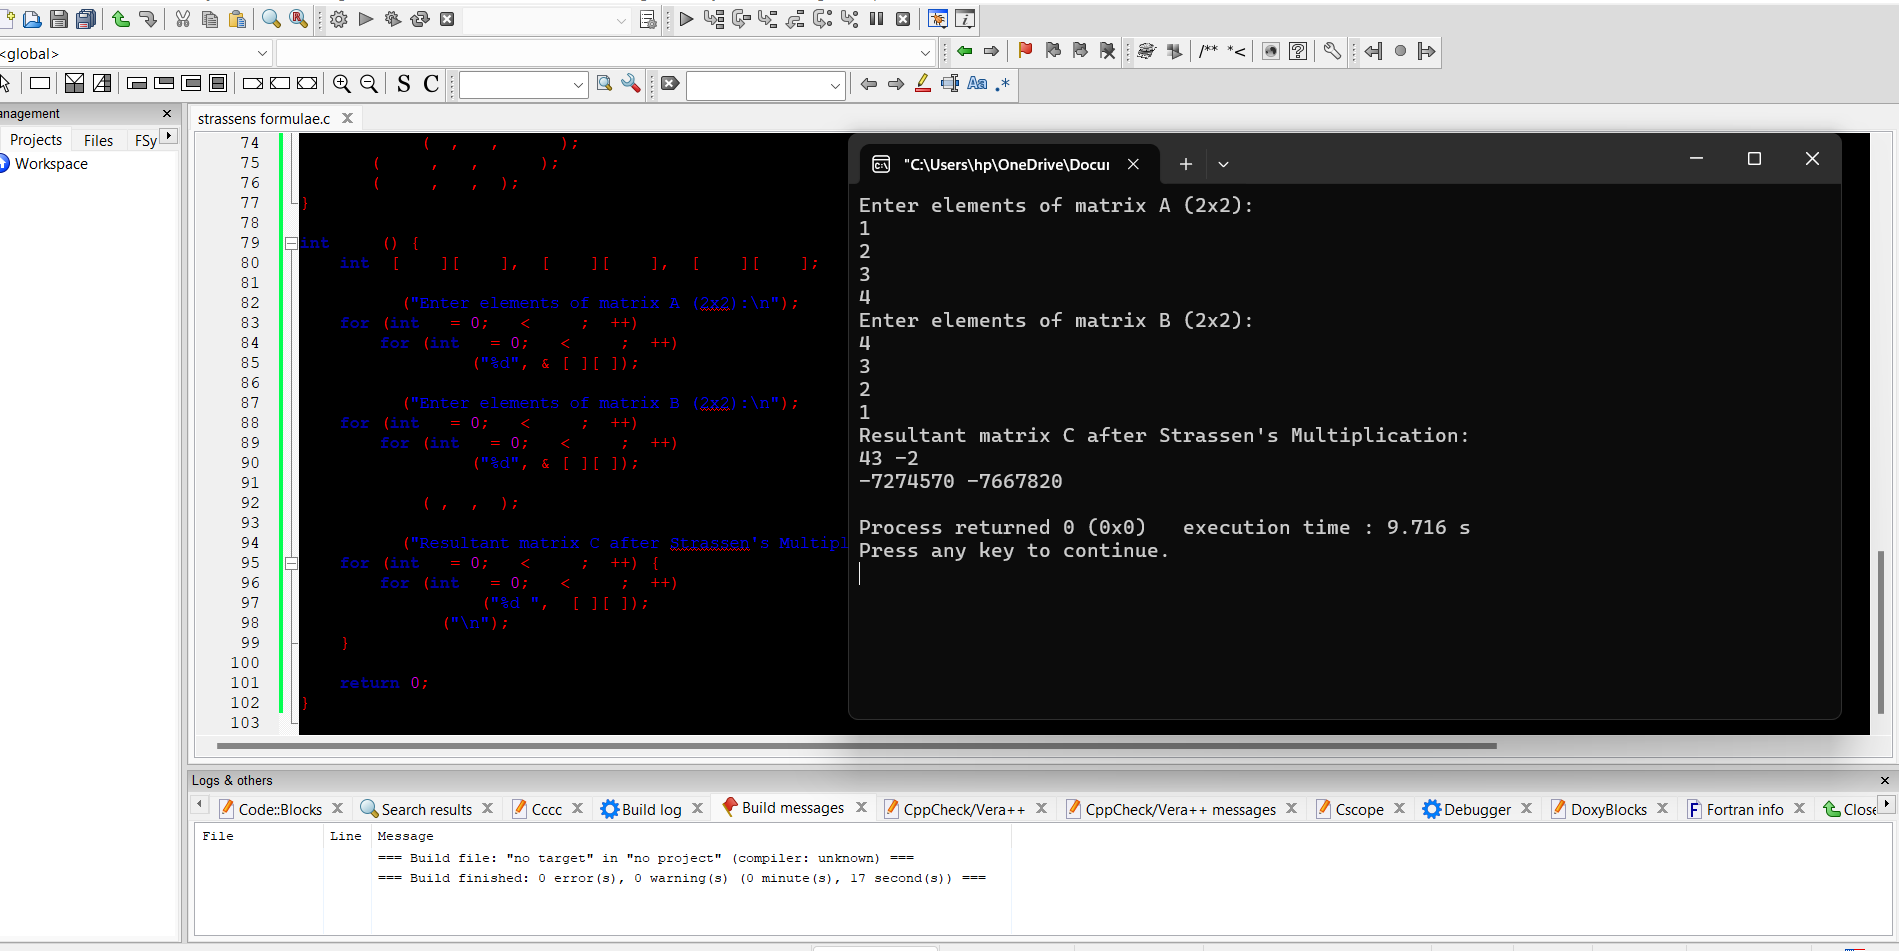 <global>
S C
/** *<
Aa .*
anagement
Projects Files FSy
Workspace
strassens formulae.c
74 ( , , );
75 ( , , );
76 ( , , );
77 }
78
79 int () {
80 int [ ][ ], [ ][ ], [ ][ ];
81
82 ("Enter elements of matrix A (2x2):\n");
83 for (int = 0; < ; ++)
84 for (int = 0; < ; ++)
85 ("%d", & [ ][ ]);
86
87 ("Enter elements of matrix B (2x2):\n");
88 for (int = 0; < ; ++)
89 for (int = 0; < ; ++)
90 ("%d", & [ ][ ]);
91
92 ( , , );
93
94 ("Resultant matrix C after Strassen's Multipl
95 for (int = 0; < ; ++) {
96 for (int = 0; < ; ++)
97 ("%d ", [ ][ ]);
98 ("\n");
99 }
100
101 return 0;
102 }
103
"C:\Users\hp\OneDrive\Docu
Enter elements of matrix A (2x2):
1
2
3
4
Enter elements of matrix B (2x2):
4
3
2
1
Resultant matrix C after Strassen's Multiplication:
43 -2
-7274570 -7667820
Process returned 0 (0x0) execution time : 9.716 s
Press any key to continue.
Logs & others
Code::Blocks Search results Cccc Build log Build messages CppCheck/Vera++ CppCheck/Vera++ messages Cscope Debugger DoxyBlocks Fortran info Close
File Line Message
=== Build file: "no target" in "no project" (compiler: unknown) ===
=== Build finished: 0 error(s), 0 warning(s) (0 minute(s), 17 second(s)) ===